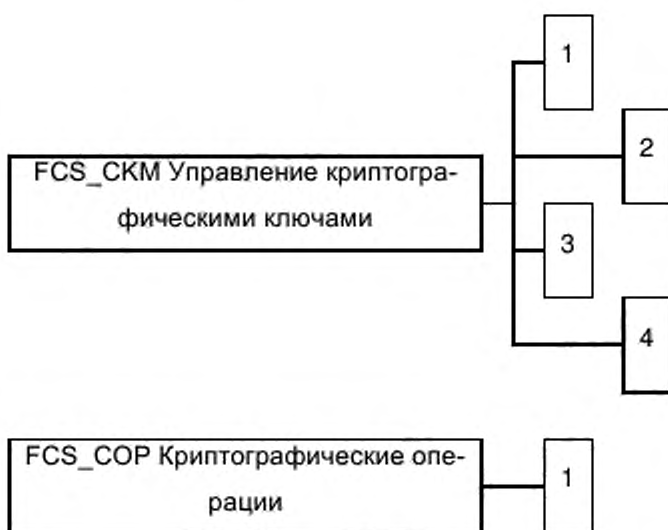 1
2
FCS_CKM Управление криптогра-
фическими ключами
3
4
FCS_COP Криптографические опе-
рации
1